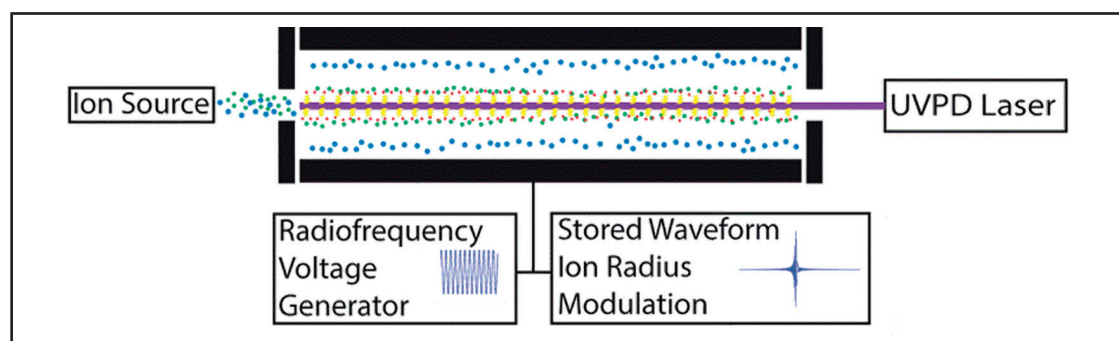 Ion Source
UVPD Laser
Radiofrequency
Voltage
Generator
Stored Waveform
Ion Radius
Modulation